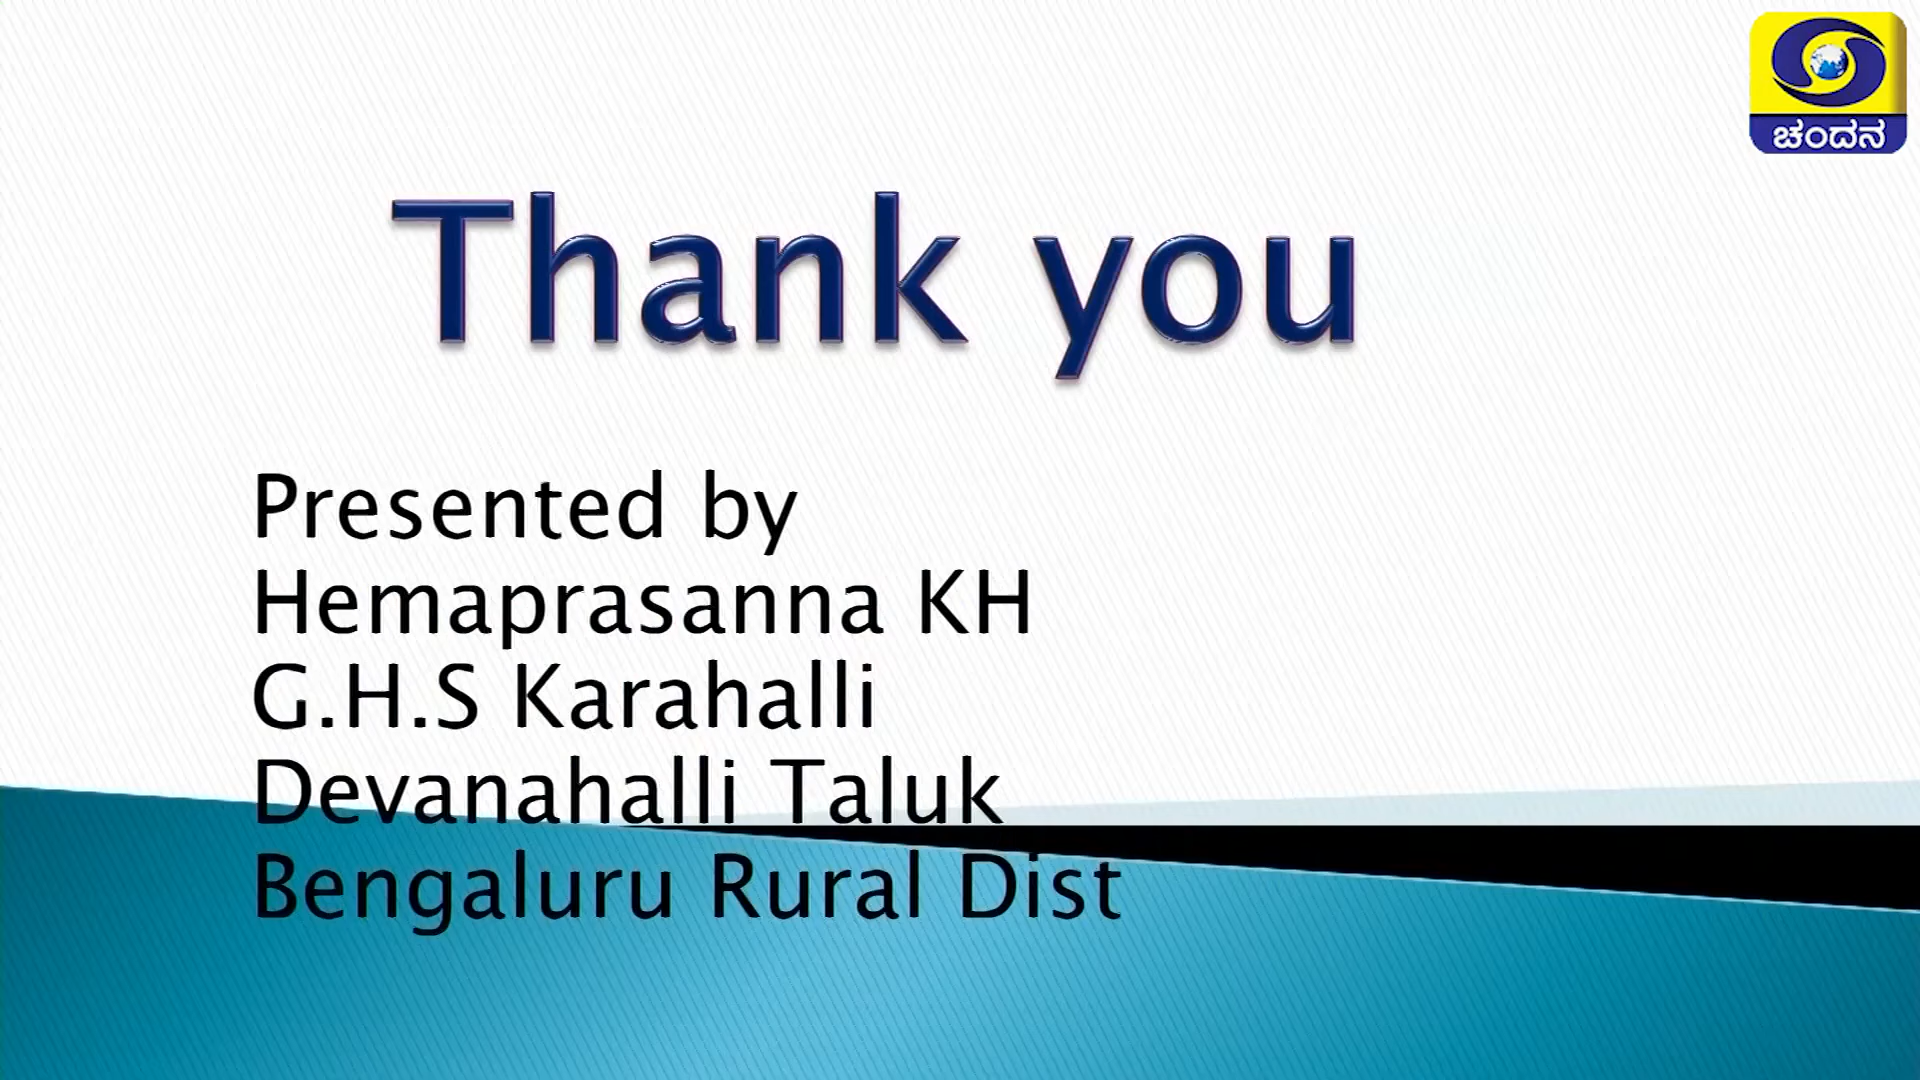 ಚಂದನ
Thank you
Presented by
Hemaprasanna KH
G.H.S Karahalli
Devanahalli Taluk
Bengaluru Rural Dist